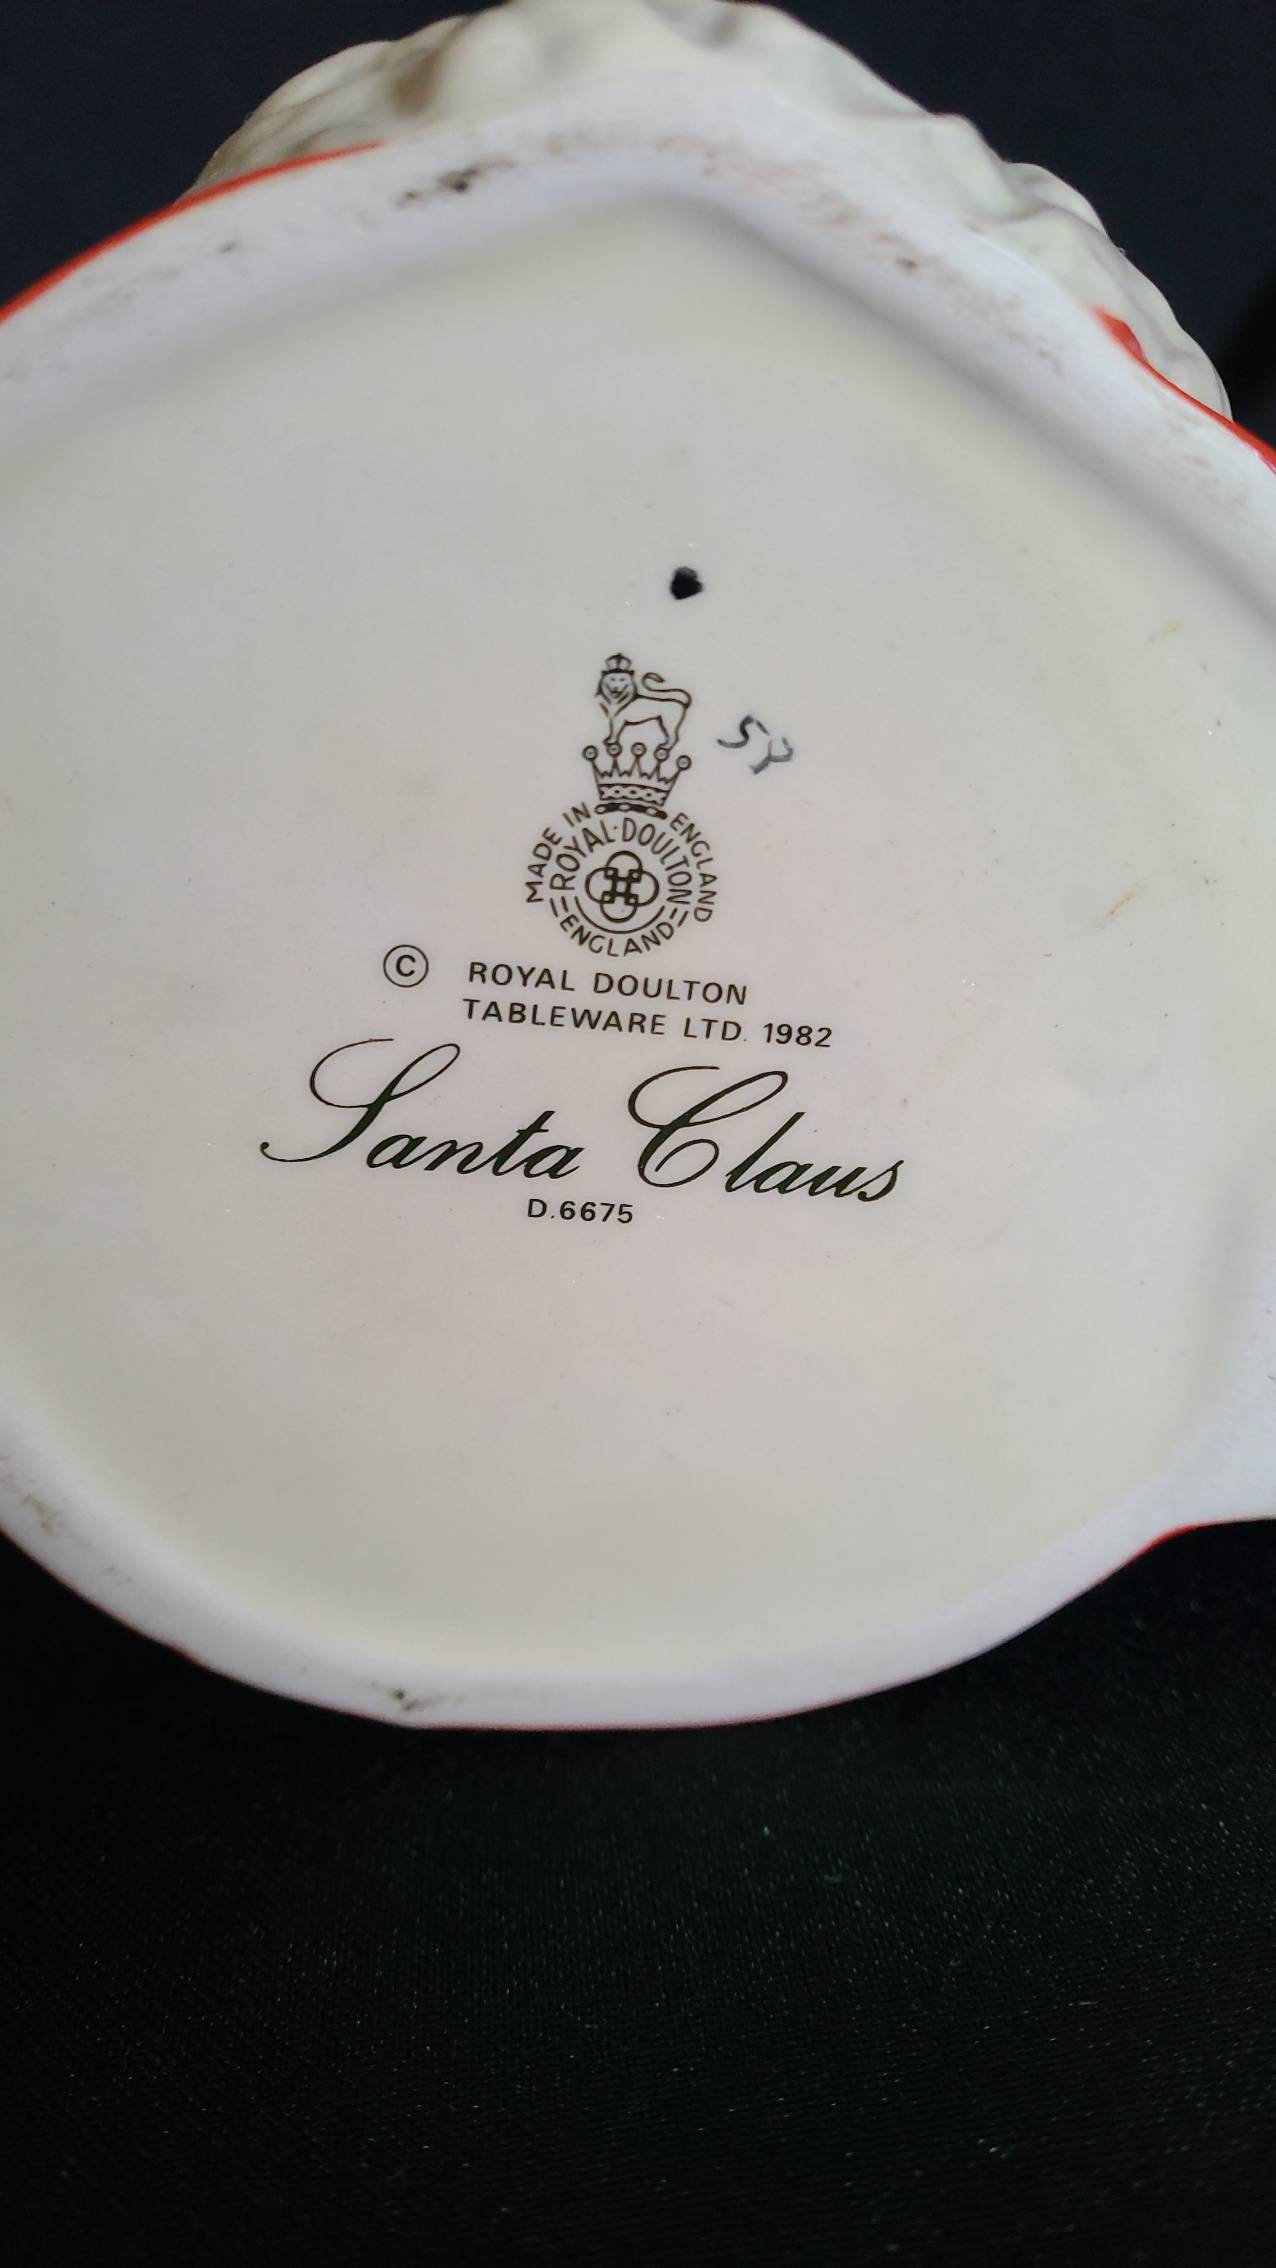 MADE IN ENGLAND
ROYAL·DOULTON
ENGLAND
© ROYAL DOULTON
TABLEWARE LTD. 1982
Santa Claus
D.6675